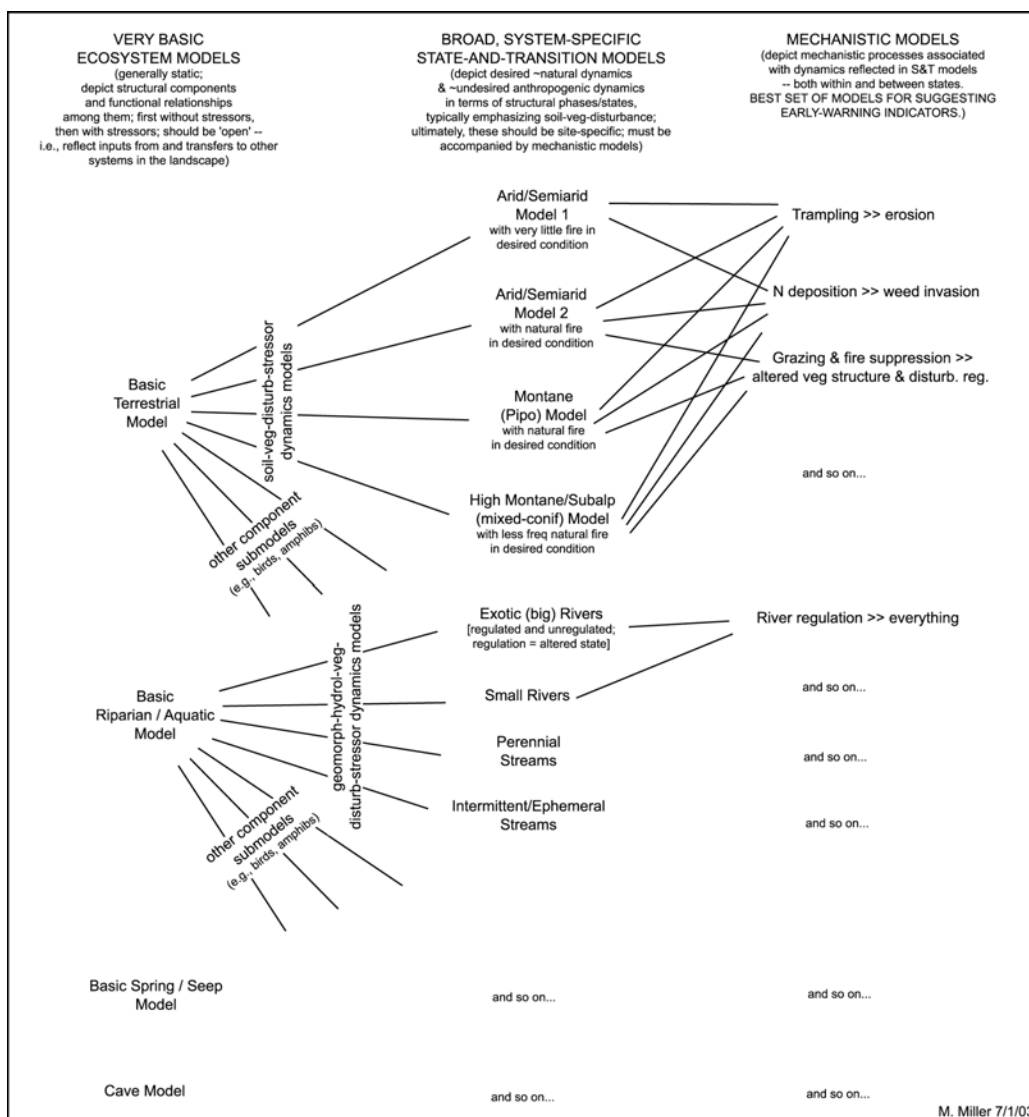 VERY BASIC
ECOSYSTEM MODELS
(generally static;
depict structural components
and functional relationships
among them; first without stressors,
then with stressors; should be 'open' --
i.e., reflect inputs from and transfers to other
systems in the landscape)
BROAD, SYSTEM-SPECIFIC
STATE-AND-TRANSITION MODELS
(depict desired ~natural dynamics
& ~undesired anthropogenic dynamics
in terms of structural phases/states,
typically emphasizing soil-veg-disturbance;
ultimately, these should be site-specific; must be
accompanied by mechanistic models)
MECHANISTIC MODELS
(depict mechanistic processes associated
with dynamics reflected in S&T models
-- both within and between states.
BEST SET OF MODELS FOR SUGGESTING
EARLY-WARNING INDICATORS.)
Basic
Terrestrial
Model
soil-veg-disturb-stressor
dynamics models
other component
submodels
(e.g., birds, amphibs)
Arid/Semiarid
Model 1
with very little fire in
desired condition
Arid/Semiarid
Model 2
with natural fire
in desired condition
Montane
(Pipo) Model
with natural fire
in desired condition
High Montane/Subalp
(mixed-conif) Model
with less freq natural fire
in desired condition
Trampling >> erosion
N deposition >> weed invasion
Grazing & fire suppression >>
altered veg structure & disturb. reg.
and so on...
Basic
Riparian / Aquatic
Model
geomorph-hydrol-veg-
disturb-stressor dynamics models
other component
submodels
(e.g., birds, amphibs)
Exotic (big) Rivers
[regulated and unregulated;
regulation = altered state]
Small Rivers
Perennial
Streams
Intermittent/Ephemeral
Streams
River regulation >> everything
and so on...
and so on...
and so on...
Basic Spring / Seep
Model
and so on...
and so on...
Cave Model
and so on...
and so on...
M. Miller 7/1/03